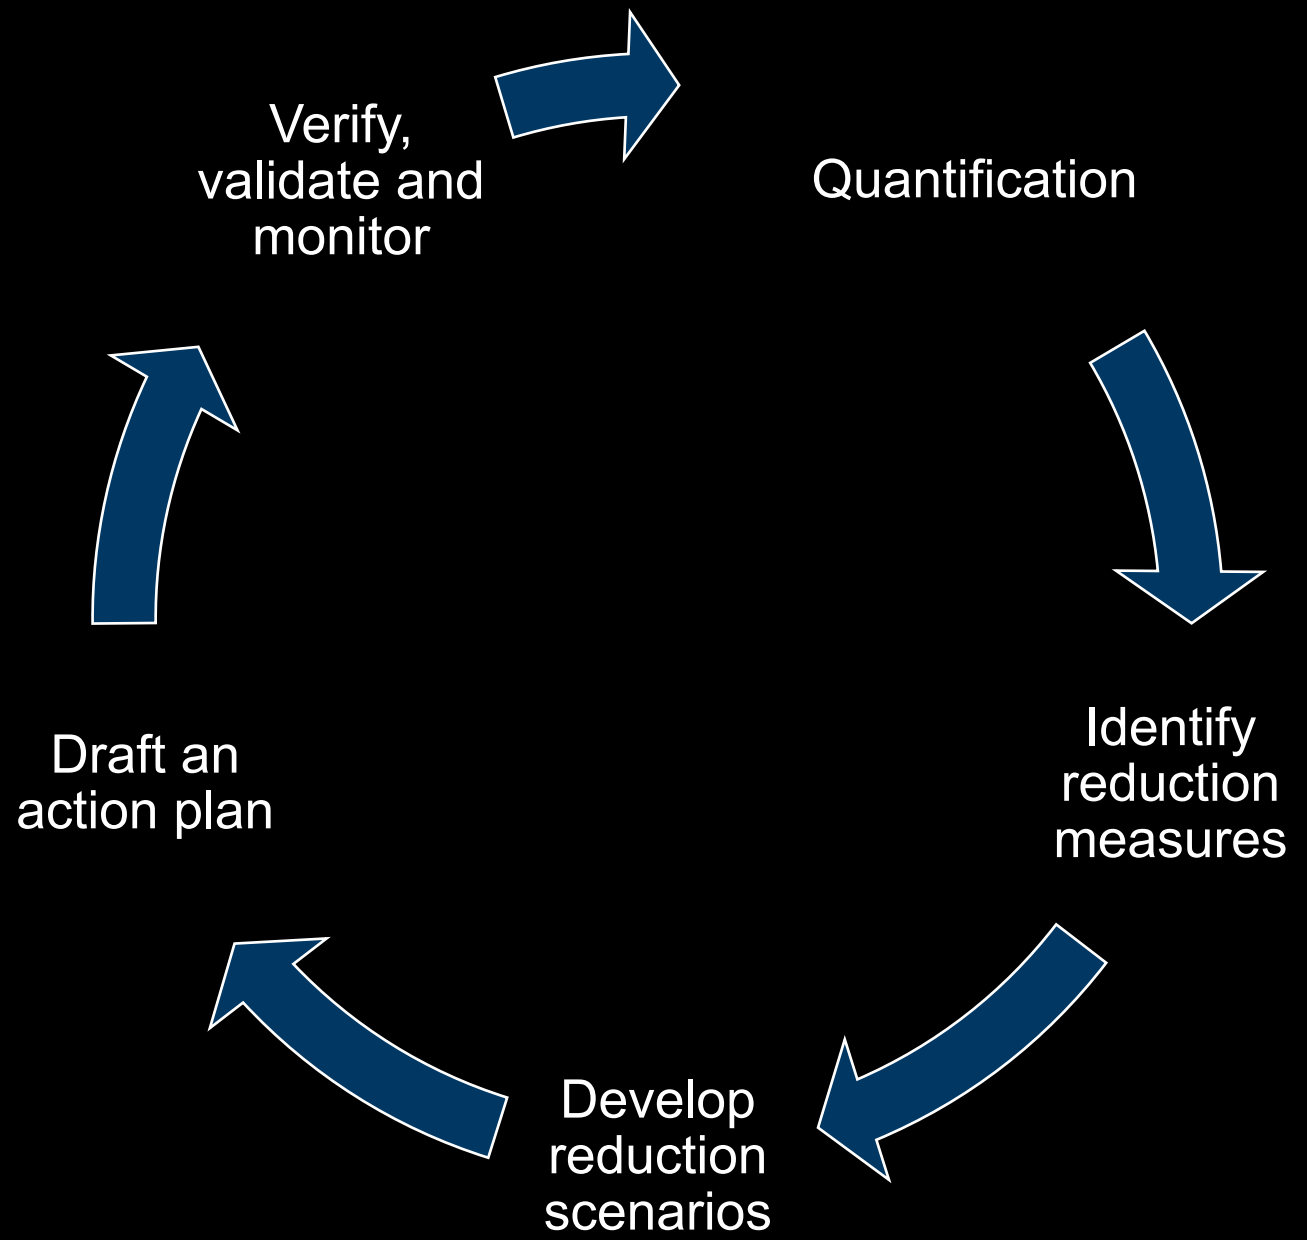 Verify,
validate and
monitor
Quantification
Identify
reduction
measures
Develop
reduction
scenarios
Draft an
action plan